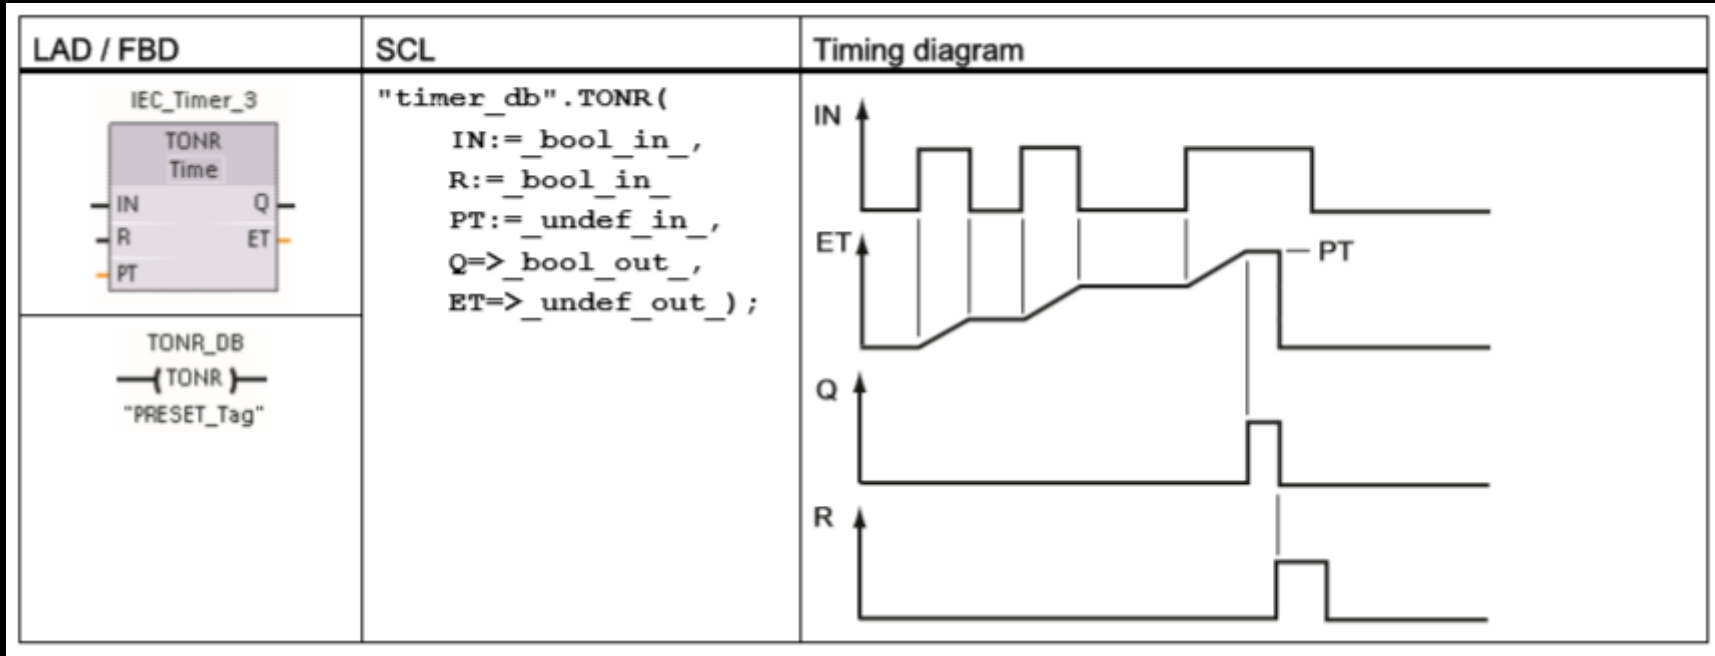 LAD / FBD
SCL
Timing diagram
IEC_Timer_3
TONR
Time
IN
Q
R
ET
PT
TONR_DB
( TONR )
"PRESET_Tag"
"timer_db".TONR(
IN:=_bool_in_,
R:=_bool_in_
PT:=_undef_in_,
Q=>_bool_out_,
ET=>_undef_out_);
IN
ET
PT
Q
R